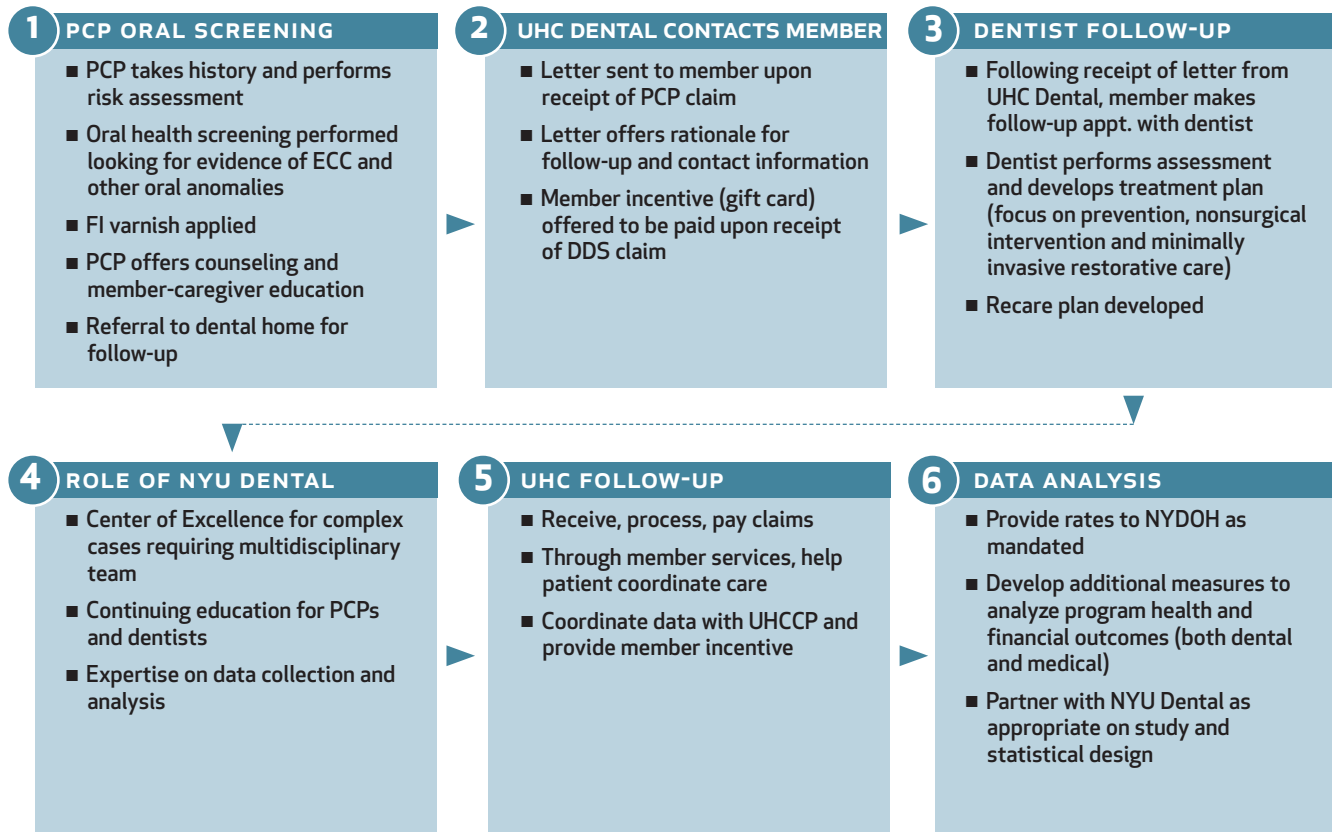 1 PCP ORAL SCREENING
■ PCP takes history and performs
risk assessment
■ Oral health screening performed
looking for evidence of ECC and
other oral anomalies
■ Fl varnish applied
■ PCP offers counseling and
member-caregiver education
■ Referral to dental home for
follow-up
2 UHC DENTAL CONTACTS MEMBER
■ Letter sent to member upon
receipt of PCP claim
■ Letter offers rationale for
follow-up and contact information
■ Member incentive (gift card)
offered to be paid upon receipt
of DDS claim
3 DENTIST FOLLOW-UP
■ Following receipt of letter from
UHC Dental, member makes
follow-up appt. with dentist
■ Dentist performs assessment
and develops treatment plan
(focus on prevention, nonsurgical
intervention and minimally
invasive restorative care)
■ Recare plan developed
4 ROLE OF NYU DENTAL
■ Center of Excellence for complex
cases requiring multidisciplinary
team
■ Continuing education for PCPs
and dentists
■ Expertise on data collection and
analysis
5 UHC FOLLOW-UP
■ Receive, process, pay claims
■ Through member services, help
patient coordinate care
■ Coordinate data with UHCCP and
provide member incentive
6 DATA ANALYSIS
■ Provide rates to NYDOH as
mandated
■ Develop additional measures to
analyze program health and
financial outcomes (both dental
and medical)
■ Partner with NYU Dental as
appropriate on study and
statistical design